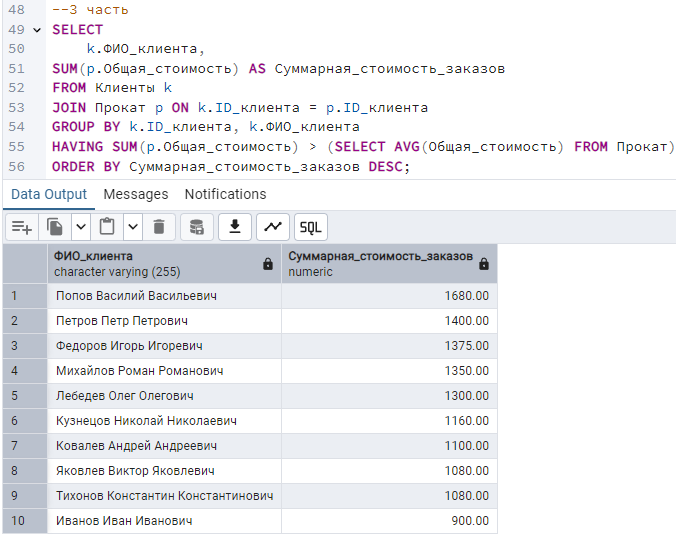 48 --3 часть
49 SELECT
50 k.ФИО_клиента,
51 SUM(p.Общая_стоимость) AS Суммарная_стоимость_заказов
52 FROM Клиенты k
53 JOIN Прокат p ON k.ID_клиента = p.ID_клиента
54 GROUP BY k.ID_клиента, k.ФИО_клиента
55 HAVING SUM(p.Общая_стоимость) > (SELECT AVG(Общая_стоимость) FROM Прокат)
56 ORDER BY Суммарная_стоимость_заказов DESC;
Data Output Messages Notifications
SQL
ФИО_клиента Суммарная_стоимость_заказов
character varying (255) numeric
1 Попов Василий Васильевич 1680.00
2 Петров Петр Петрович 1400.00
3 Федоров Игорь Игоревич 1375.00
4 Михайлов Роман Романович 1350.00
5 Лебедев Олег Олегович 1300.00
6 Кузнецов Николай Николаевич 1160.00
7 Ковалев Андрей Андреевич 1100.00
8 Яковлев Виктор Яковлевич 1080.00
9 Тихонов Константин Константинович 1080.00
10 Иванов Иван Иванович 900.00